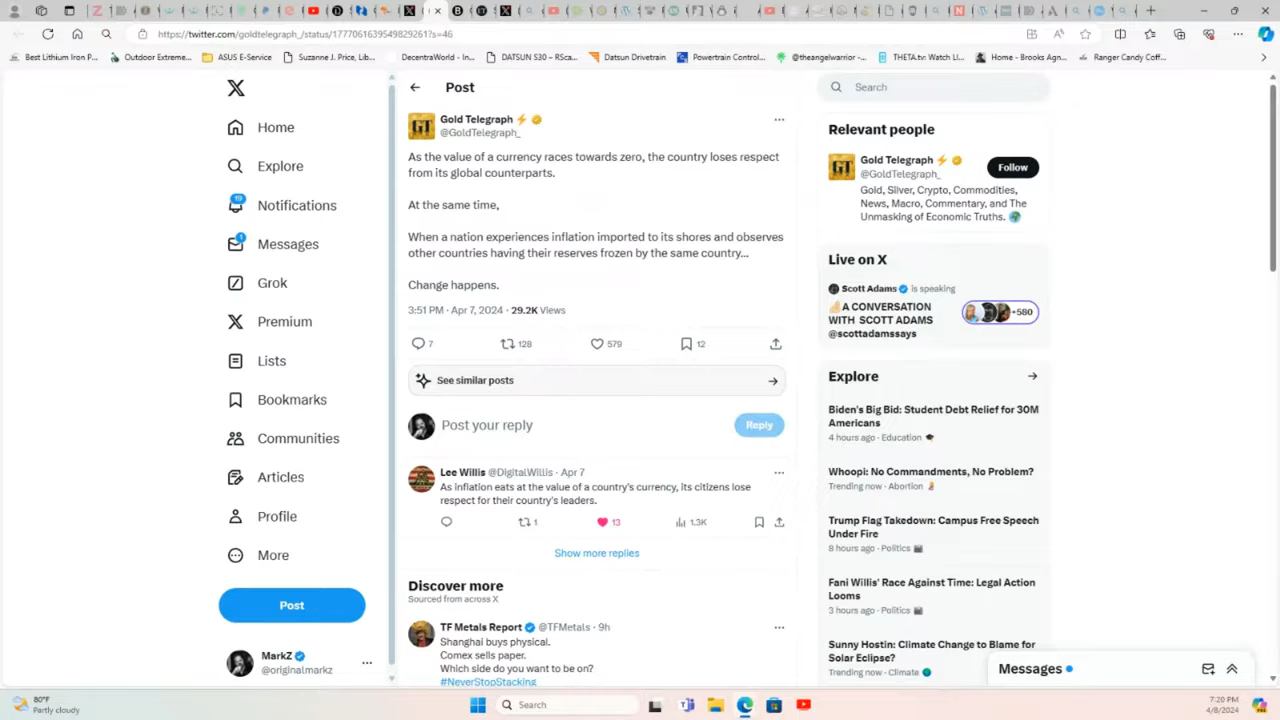 https://twitter.com/goldtelegraph_/status/1777061639549829261?s=46
Best Lithium Iron P...
Outdoor Extreme...
ASUS E-Service
Suzanne J, Price, Lib...
DecentraWorld - In...
DATSUN S30 - RSca...
Datsun Drivetrain
Powertrain Control...
@theangelwarrior -...
THETA.tv: Watch Li...
Home - Brooks Agn...
Ranger Candy Coff...
Home
Explore
19
Notifications
1
Messages
Grok
Premium
Lists
Bookmarks
Communities
Articles
Profile
More
Post
MarkZ
@originalmarkz
Post
GT
Gold Telegraph
@GoldTelegraph_
As the value of a currency races towards zero, the country loses respect
from its global counterparts.
At the same time,
When a nation experiences inflation imported to its shores and observes
other countries having their reserves frozen by the same country...
Change happens.
3:51 PM · Apr 7, 2024 · 29.2K Views
7 128 579 12
See similar posts
Post your reply
Reply
Lee Willis @DigitalWillis · Apr 7
As inflation eats at the value of a country's currency, its citizens lose
respect for their country's leaders.
1 13 1.3K
Show more replies
Discover more
Sourced from across X
TF Metals Report @TFMetals · 9h
Shanghai buys physical.
Comex sells paper.
Which side do you want to be on?
#NeverStopStacking
Search
Relevant people
GT
Gold Telegraph
@GoldTelegraph_
Follow
Gold, Silver, Crypto, Commodities,
News, Macro, Commentary, and The
Unmasking of Economic Truths.
Live on X
Scott Adams is speaking
A CONVERSATION
WITH SCOTT ADAMS
@scottadamssays
+580
Explore
Biden's Big Bid: Student Debt Relief for 30M
Americans
4 hours ago · Education
Whoopi: No Commandments, No Problem?
Trending now · Abortion
Trump Flag Takedown: Campus Free Speech
Under Fire
8 hours ago · Politics
Fani Willis' Race Against Time: Legal Action
Looms
3 hours ago · Politics
Sunny Hostin: Climate Change to Blame for
Solar Eclipse?
Trending now · Climate
Messages
80°F
Partly cloudy
Search
7:20 PM
4/8/2024